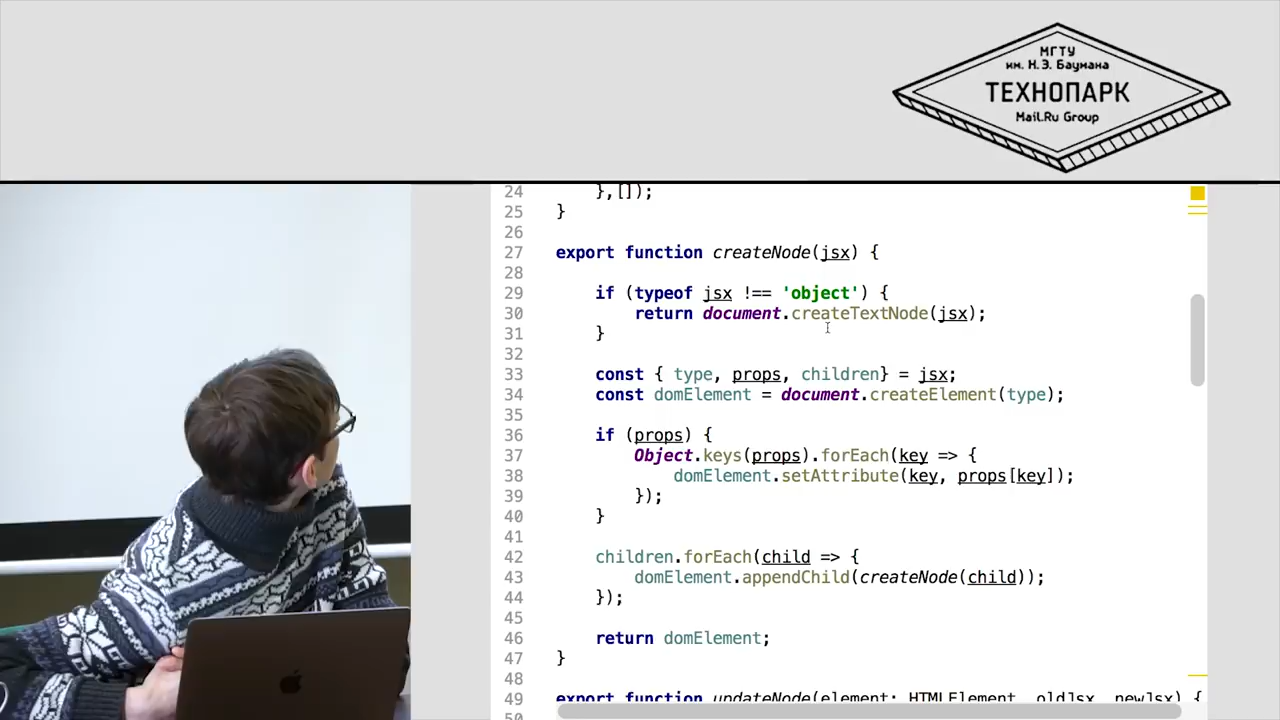 МГТУ
им. Н.Э. Баумана
ТЕХНОПАРК
Mail.Ru Group
24 },[]);
25 }
26
27 export function createNode(jsx) {
28
29 if (typeof jsx !== 'object') {
30 return document.createTextNode(jsx);
31 }
32
33 const { type, props, children} = jsx;
34 const domElement = document.createElement(type);
35
36 if (props) {
37 Object.keys(props).forEach(key => {
38 domElement.setAttribute(key, props[key]);
39 });
40 }
41
42 children.forEach(child => {
43 domElement.appendChild(createNode(child));
44 });
45
46 return domElement;
47 }
48
49 export function updateNode(element: HTMLElement, oldJsx, newJsx) {
50